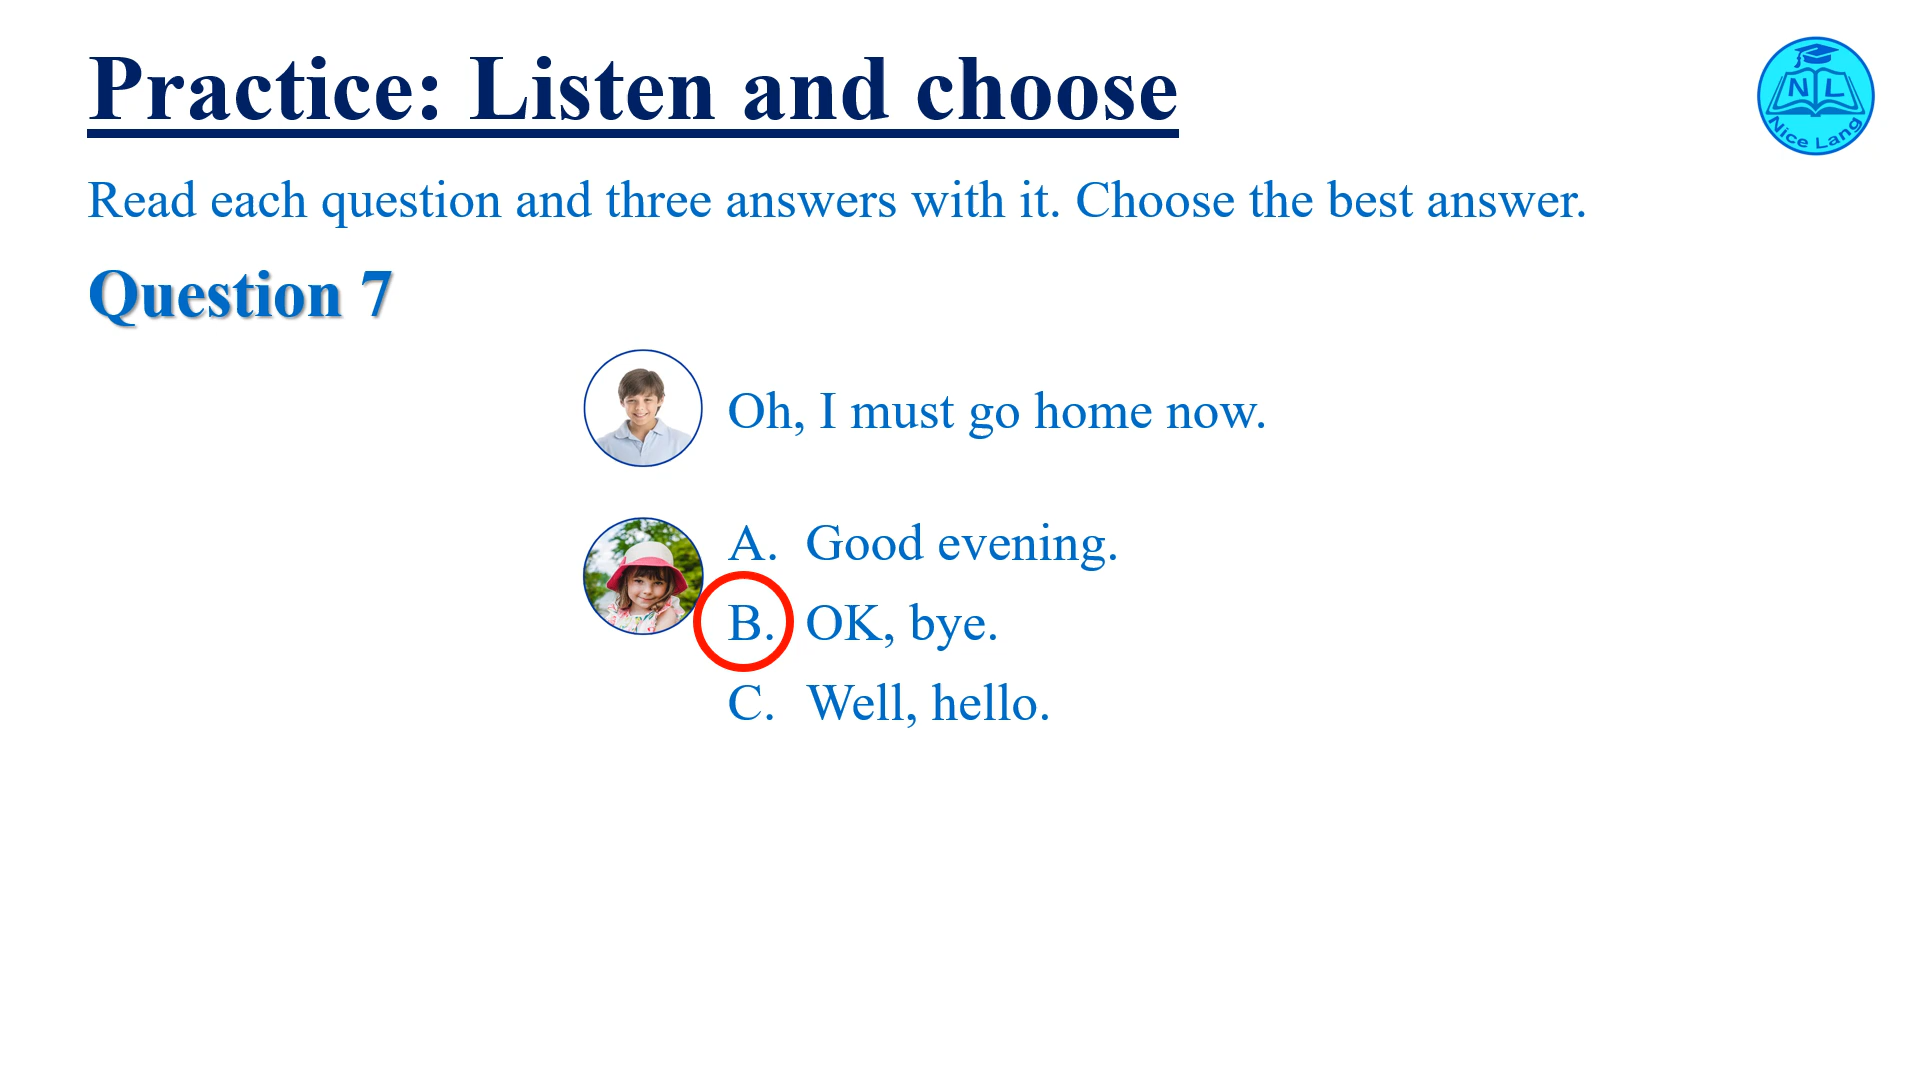 Practice: Listen and choose
N L
Nice Lang
Read each question and three answers with it. Choose the best answer.
Question 7
Oh, I must go home now.
A. Good evening.
B. OK, bye.
C. Well, hello.